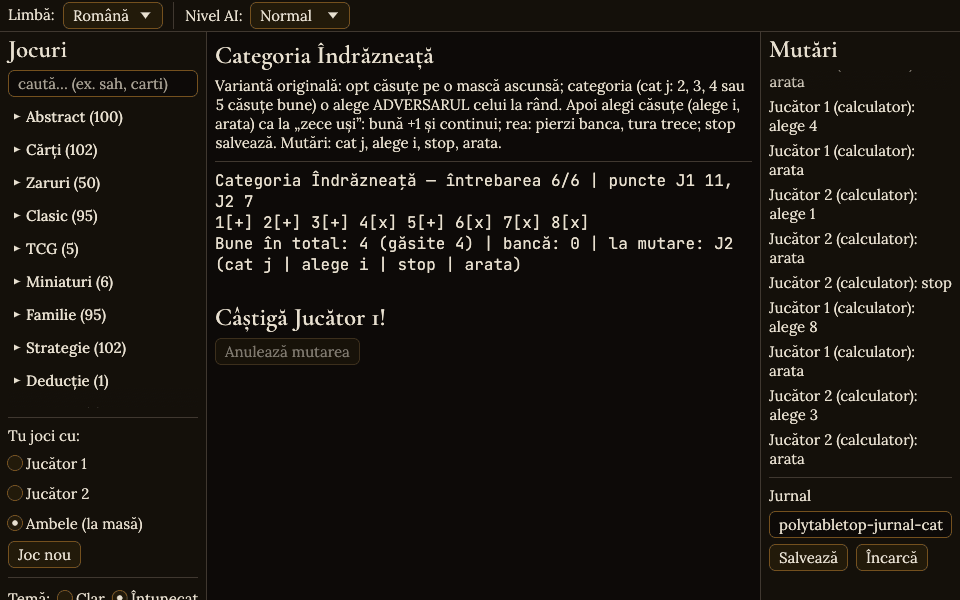 Limbă: Română ▼ Nivel AI: Normal ▼
Jocuri
caută... (ex. sah, carti)
▸ Abstract (100)
▸ Cărți (102)
▸ Zaruri (50)
▸ Clasic (95)
▸ TCG (5)
▸ Miniaturi (6)
▸ Familie (95)
▸ Strategie (102)
▸ Deducție (1)
Tu joci cu:
Jucător 1
Jucător 2
Ambele (la masă)
Joc nou
Temă: Clar Întunecat
Categoria Îndrăzneață
Variantă originală: opt căsuțe pe o mască ascunsă; categoria (cat j: 2, 3, 4 sau
5 căsuțe bune) o alege ADVERSARUL celui la rând. Apoi alegi căsuțe (alege i,
arata) ca la „zece uși”: bună +1 și continui; rea: pierzi banca, tura trece; stop
salvează. Mutări: cat j, alege i, stop, arata.
Categoria Îndrăzneață — întrebarea 6/6 | puncte J1 11,
J2 7
1[+] 2[+] 3[+] 4[x] 5[+] 6[x] 7[x] 8[x]
Bune în total: 4 (găsite 4) | bancă: 0 | la mutare: J2
(cat j | alege i | stop | arata)
Câștigă Jucător 1!
Anulează mutarea
Mutări
arata
Jucător 1 (calculator):
alege 4
Jucător 1 (calculator):
arata
Jucător 2 (calculator):
alege 1
Jucător 2 (calculator):
arata
Jucător 2 (calculator): stop
Jucător 1 (calculator):
alege 8
Jucător 1 (calculator):
arata
Jucător 2 (calculator):
alege 3
Jucător 2 (calculator):
arata
Jurnal
polytabletop-jurnal-cat
Salvează Încarcă